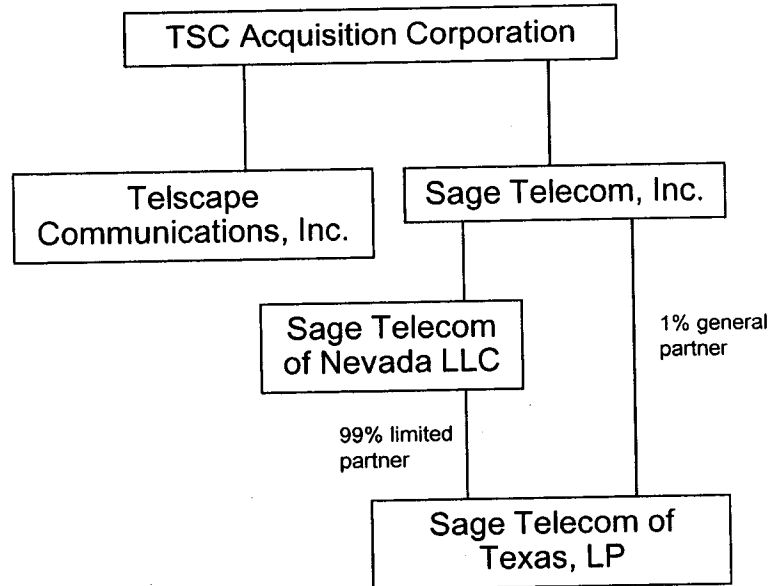 TSC Acquisition Corporation
Telscape
Communications, Inc.
Sage Telecom, Inc.
Sage Telecom
of Nevada LLC
1% general
partner
99% limited
partner
Sage Telecom of
Texas, LP